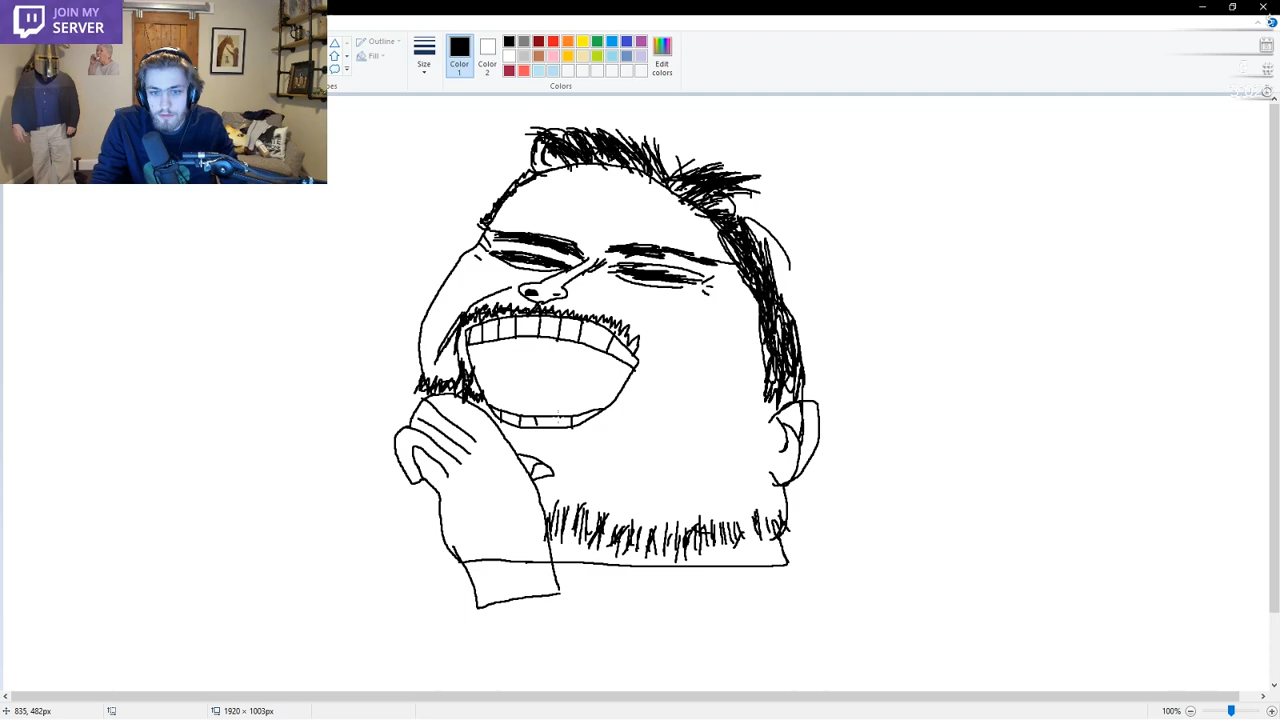 JOIN MY
SERVER
Outline
Fill
Size
Color
1
Color
2
Edit
colors
Colors
835, 482px
1920 × 1003px
100%